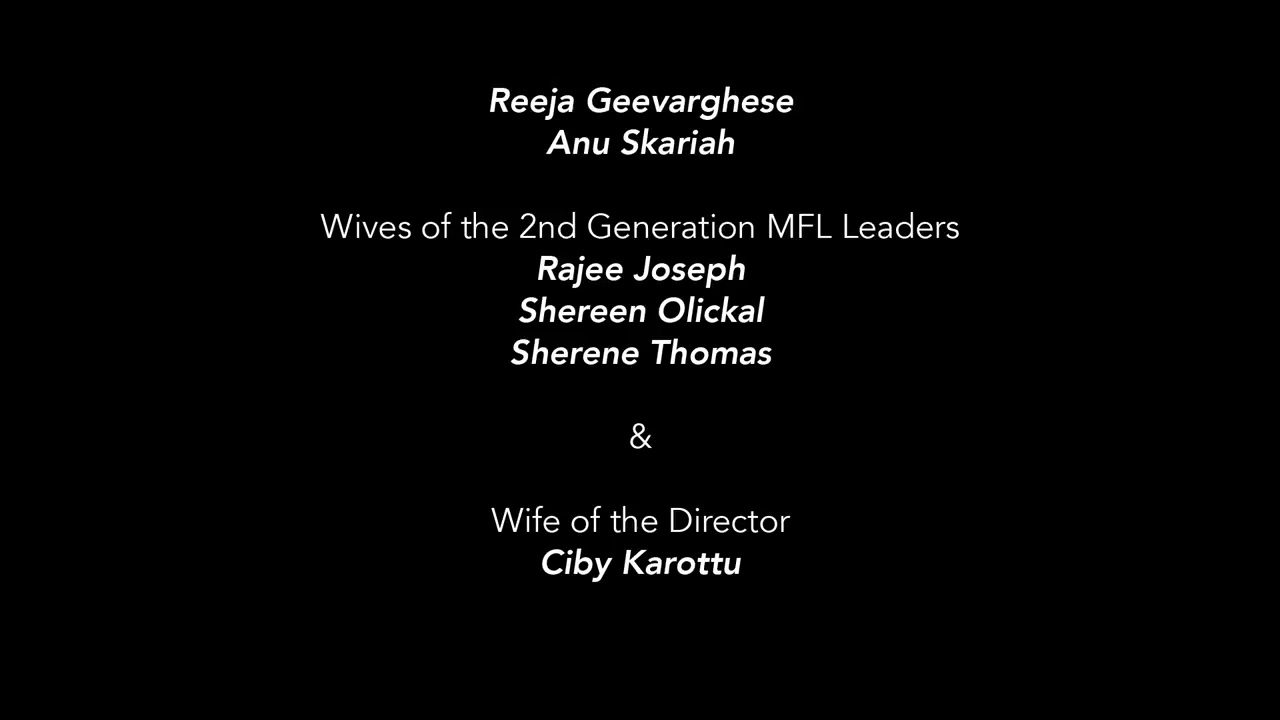 Reeja Geevarghese
Anu Skariah
Wives of the 2nd Generation MFL Leaders
Rajee Joseph
Shereen Olickal
Sherene Thomas
&
Wife of the Director
Ciby Karottu